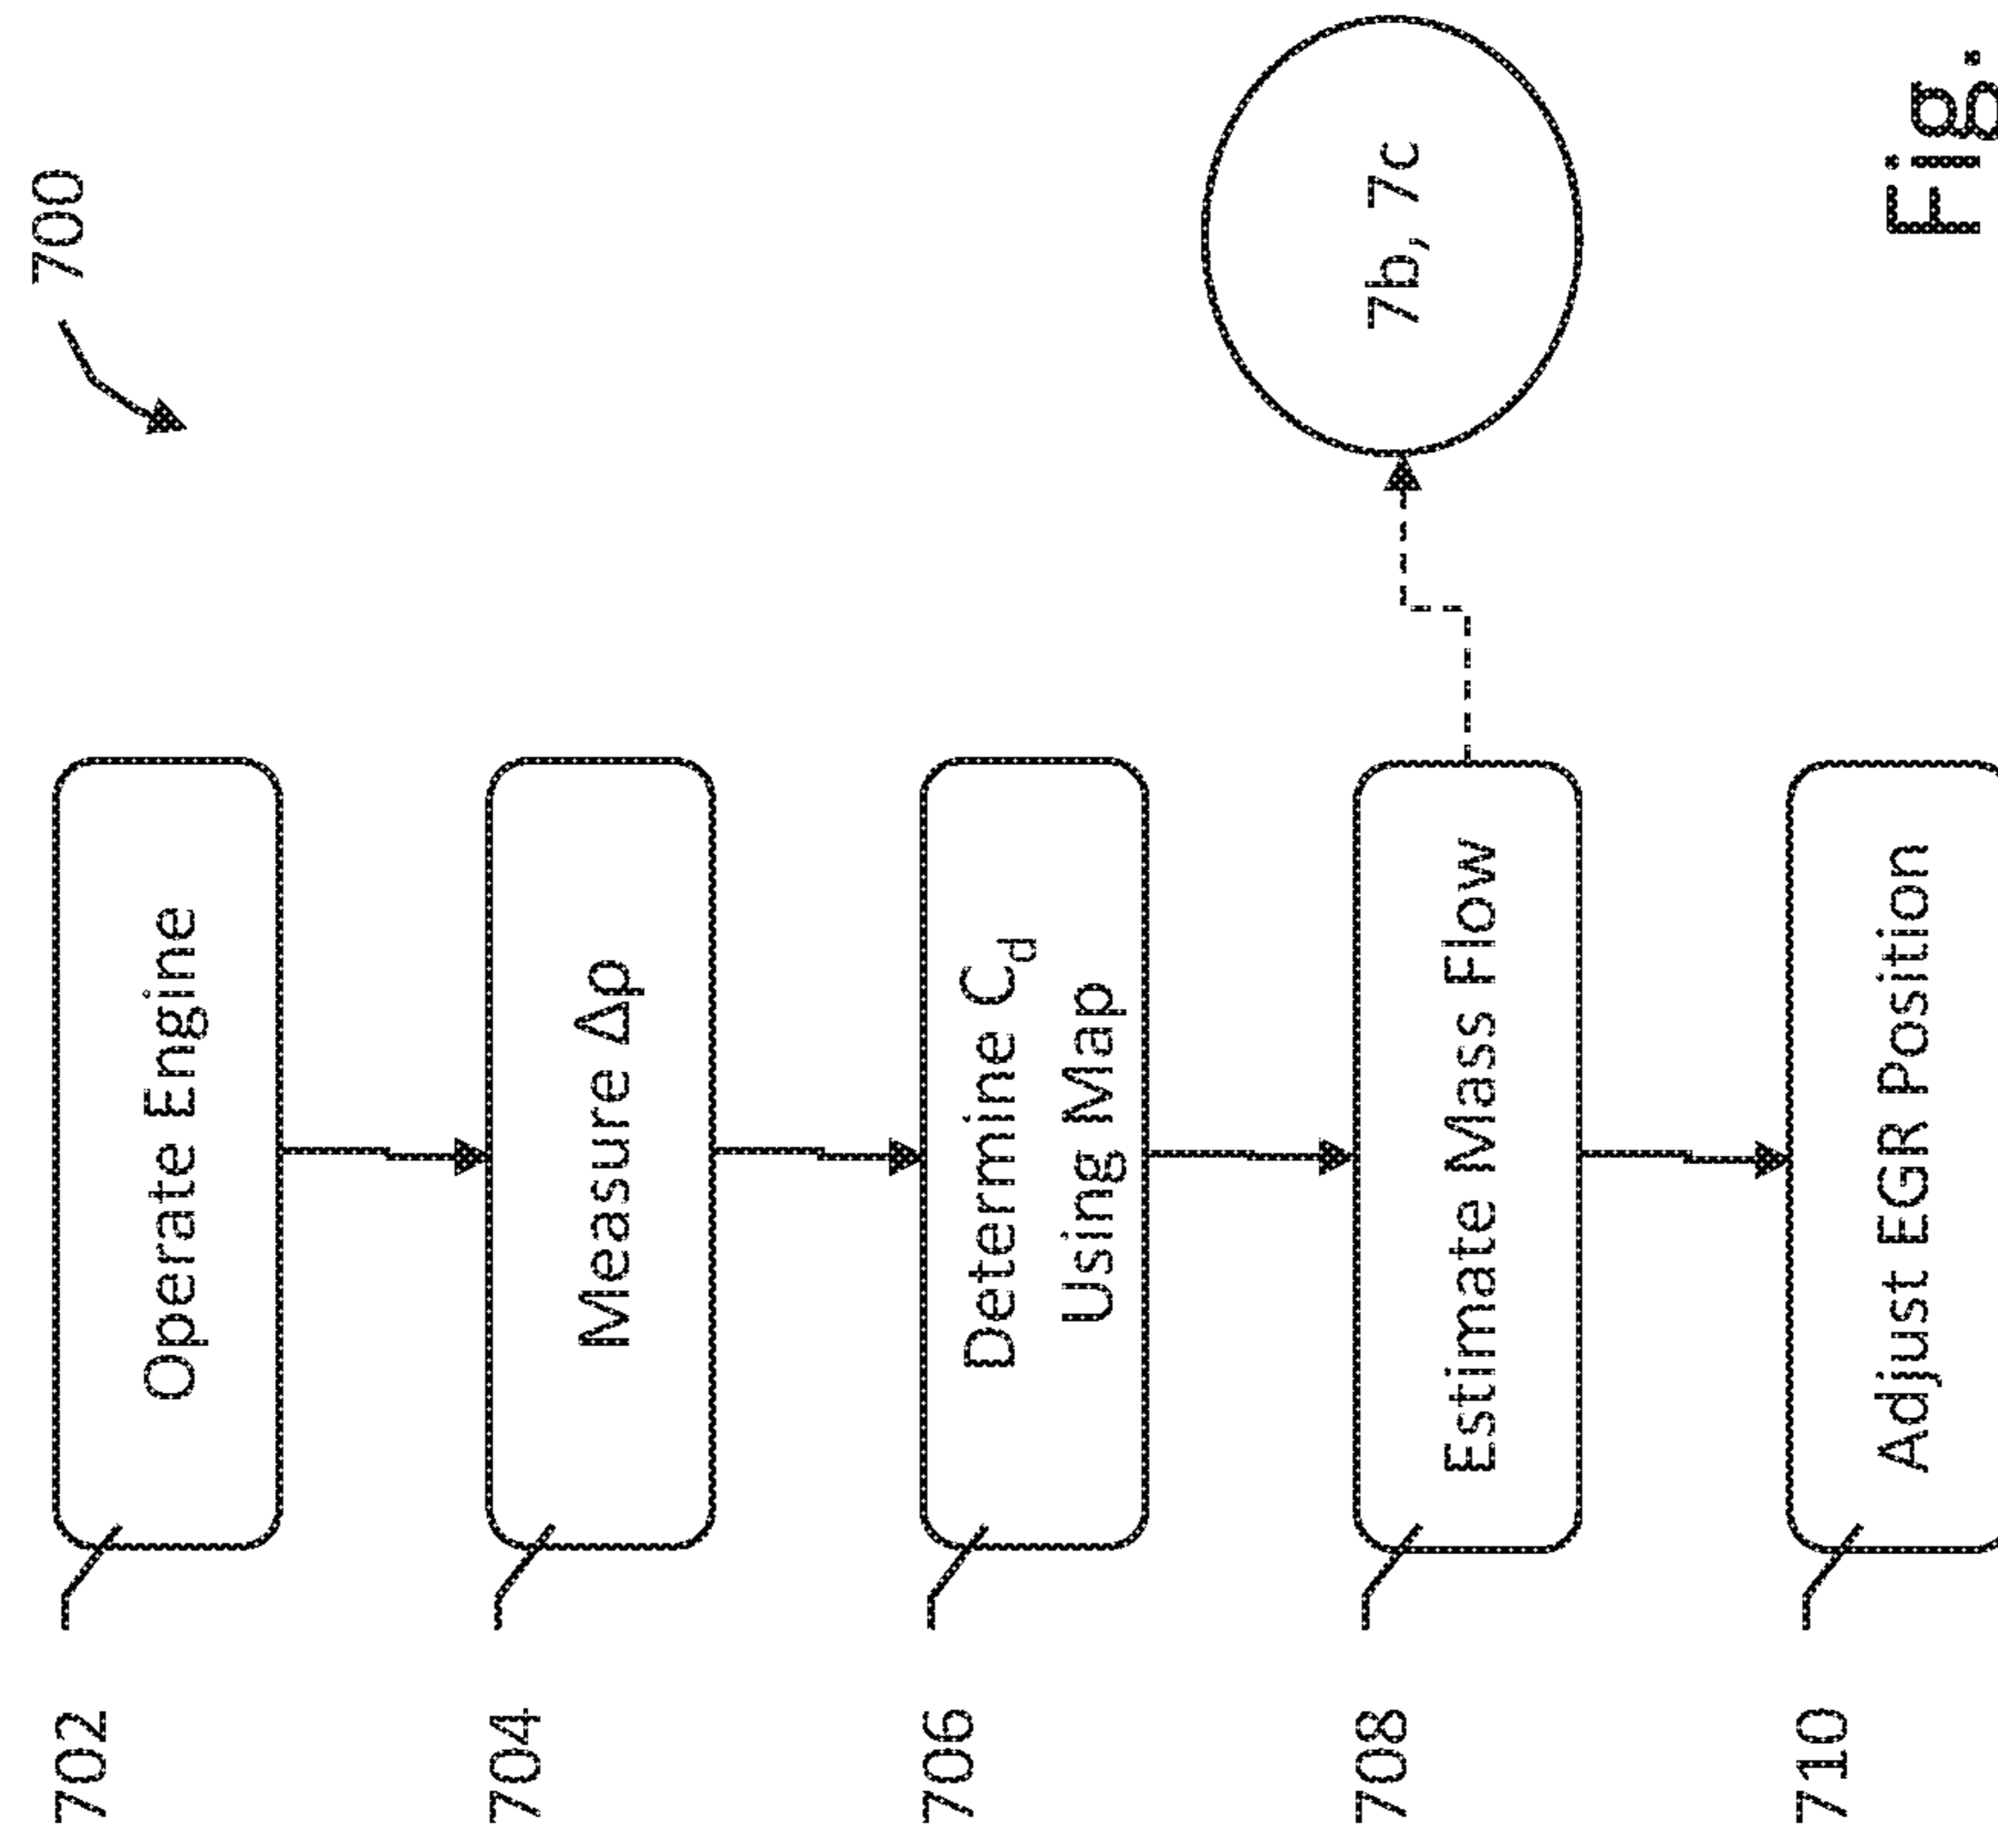 700
702
Operate Engine
704
Measure Δp
706
Determine C_d
Using Map
708
Estimate Mass Flow
7b, 7c
710
Adjust EGR Position
Fig.